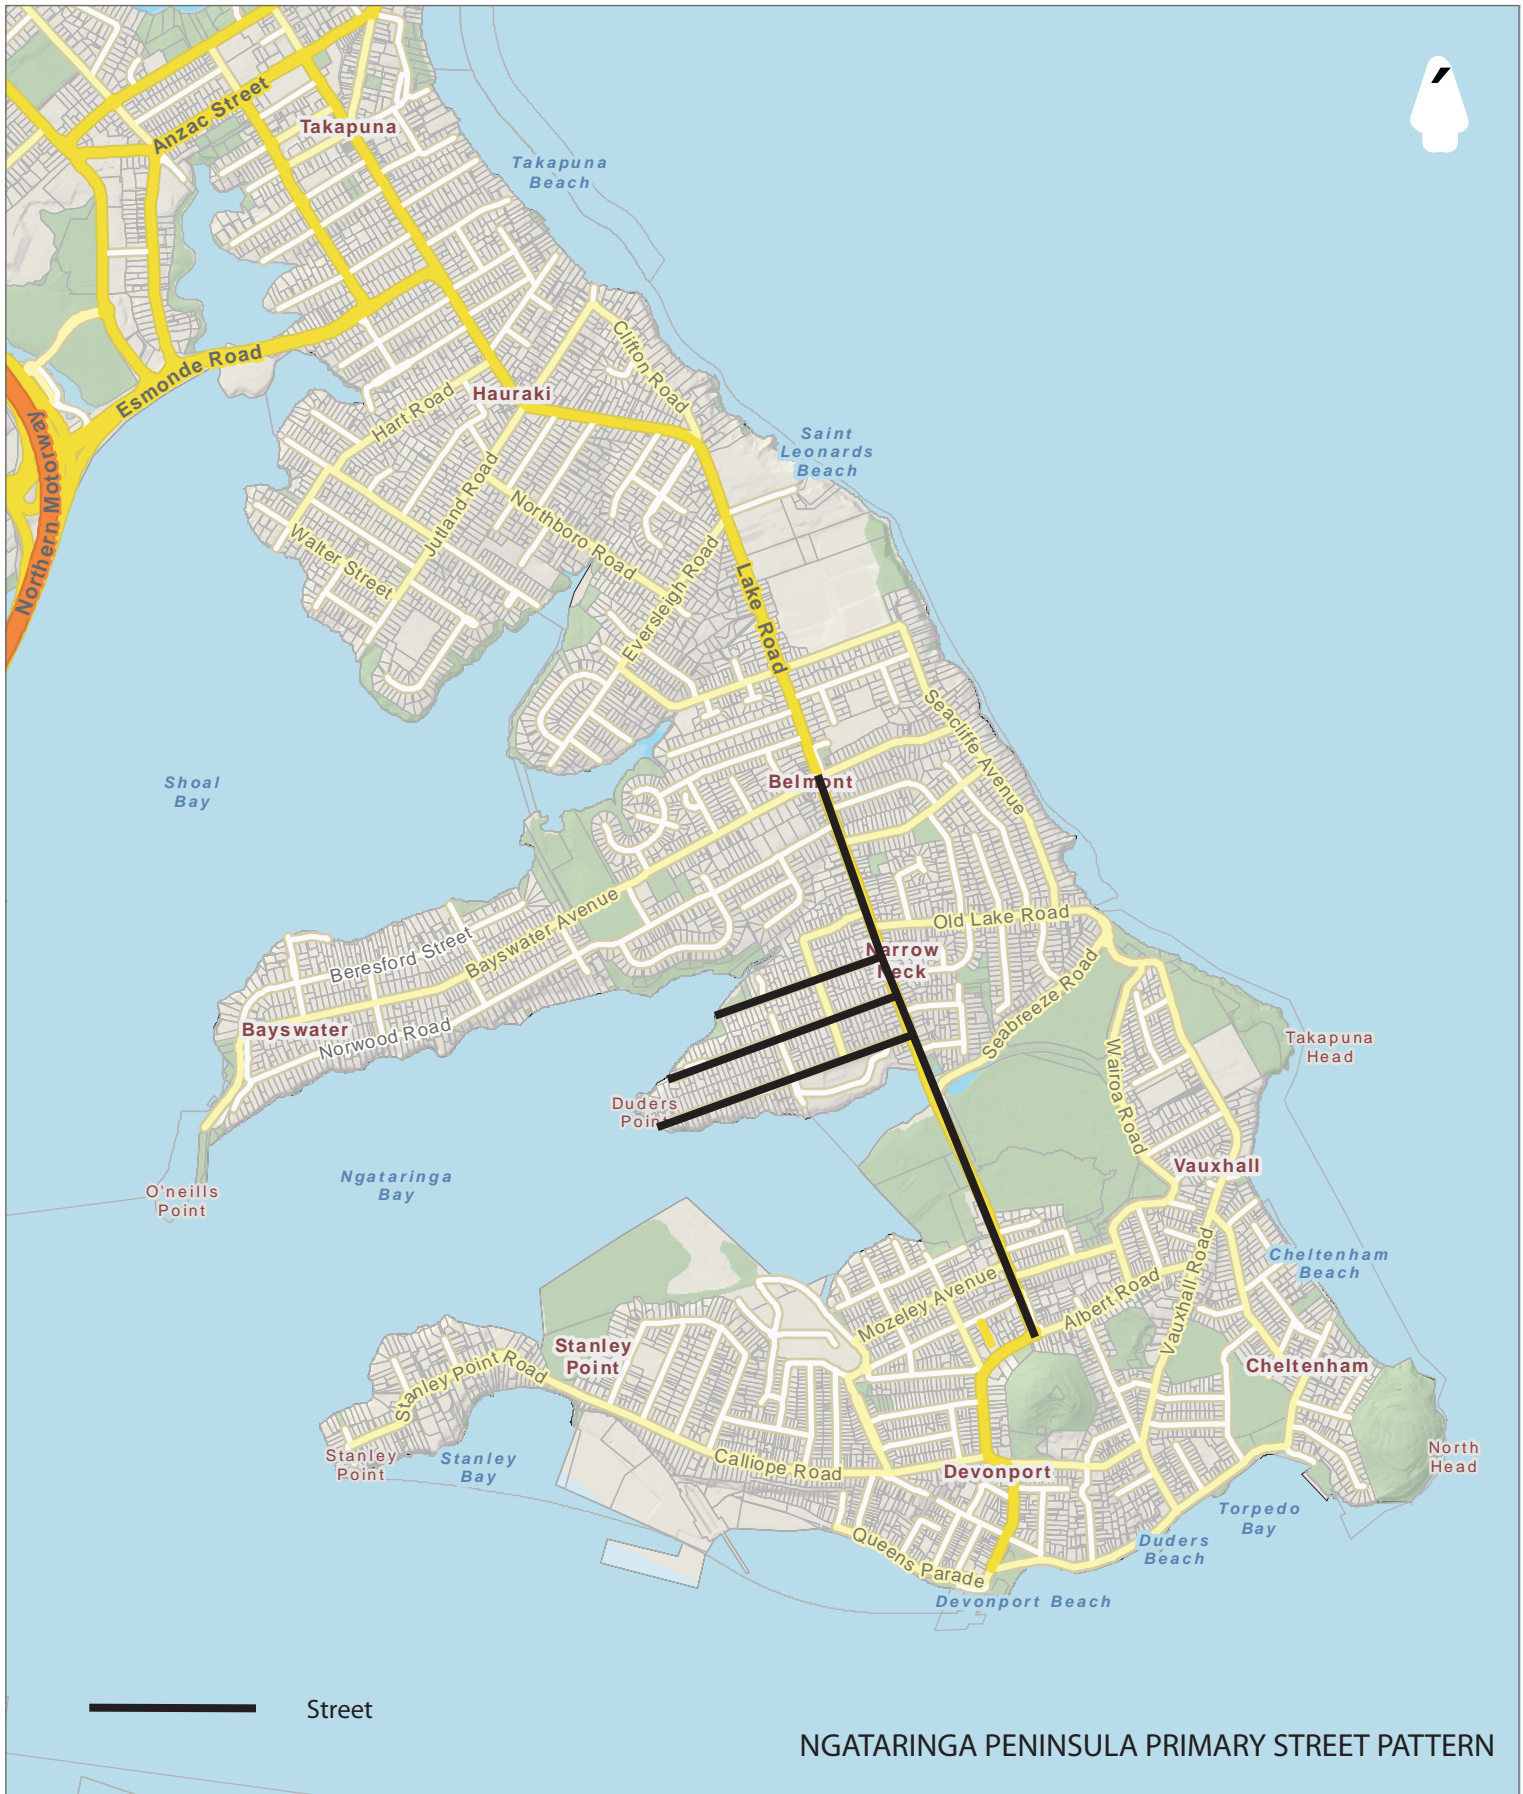 Anzac Street
Takapuna
Takapuna
Beach
Esmonde Road
Northern Motorway
Clifton Road
Hauraki
Hart Road
Saint
Leonards
Beach
Jutland Road
Northboro Road
Walter Street
Eversleigh Road
Lake Road
Seacliffe Avenue
Shoal
Bay
Belmont
Old Lake Road
Bayswater Avenue
Beresford Street
Narrow
Neck
Bayswater
Norwood Road
Seabreeze Road
Takapuna
Head
Wairoa Road
Duders
Point
Vauxhall
Ngataringa
Bay
O'neills
Point
Cheltenham
Beach
Mozeley Avenue
Albert Road
Vauxhall Road
Stanley
Point
Cheltenham
Stanley Point Road
Stanley
Point
Stanley
Bay
Calliope Road
Devonport
North
Head
Torpedo
Bay
Duders
Beach
Queens Parade
Devonport Beach
Street
NGATARINGA PENINSULA PRIMARY STREET PATTERN